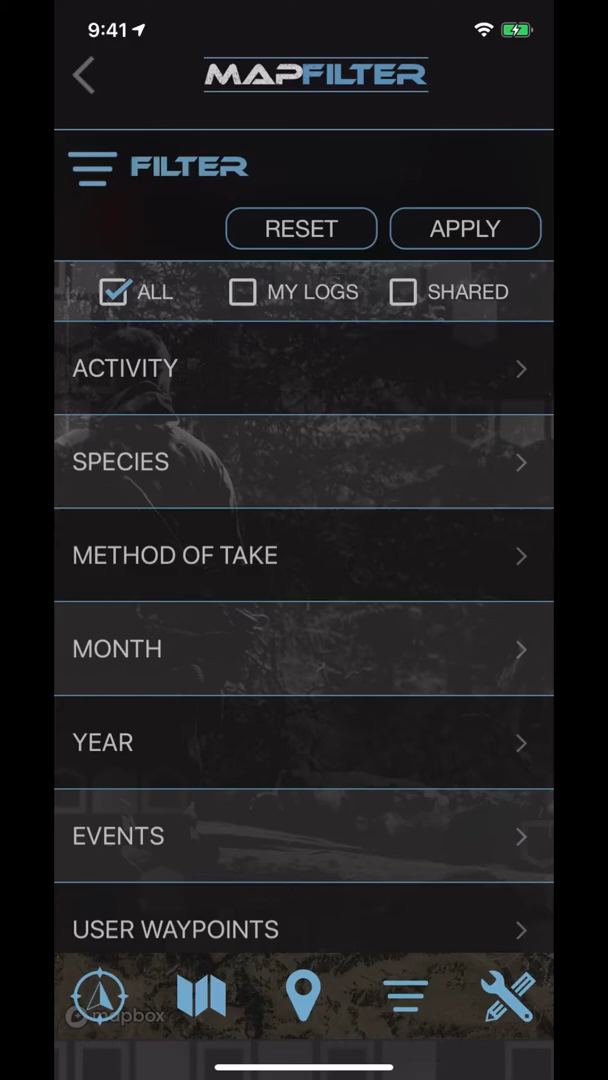 9:41
MAPFILTER
FILTER
RESET APPLY
ALL MY LOGS SHARED
ACTIVITY
SPECIES
METHOD OF TAKE
MONTH
YEAR
EVENTS
USER WAYPOINTS
mapbox